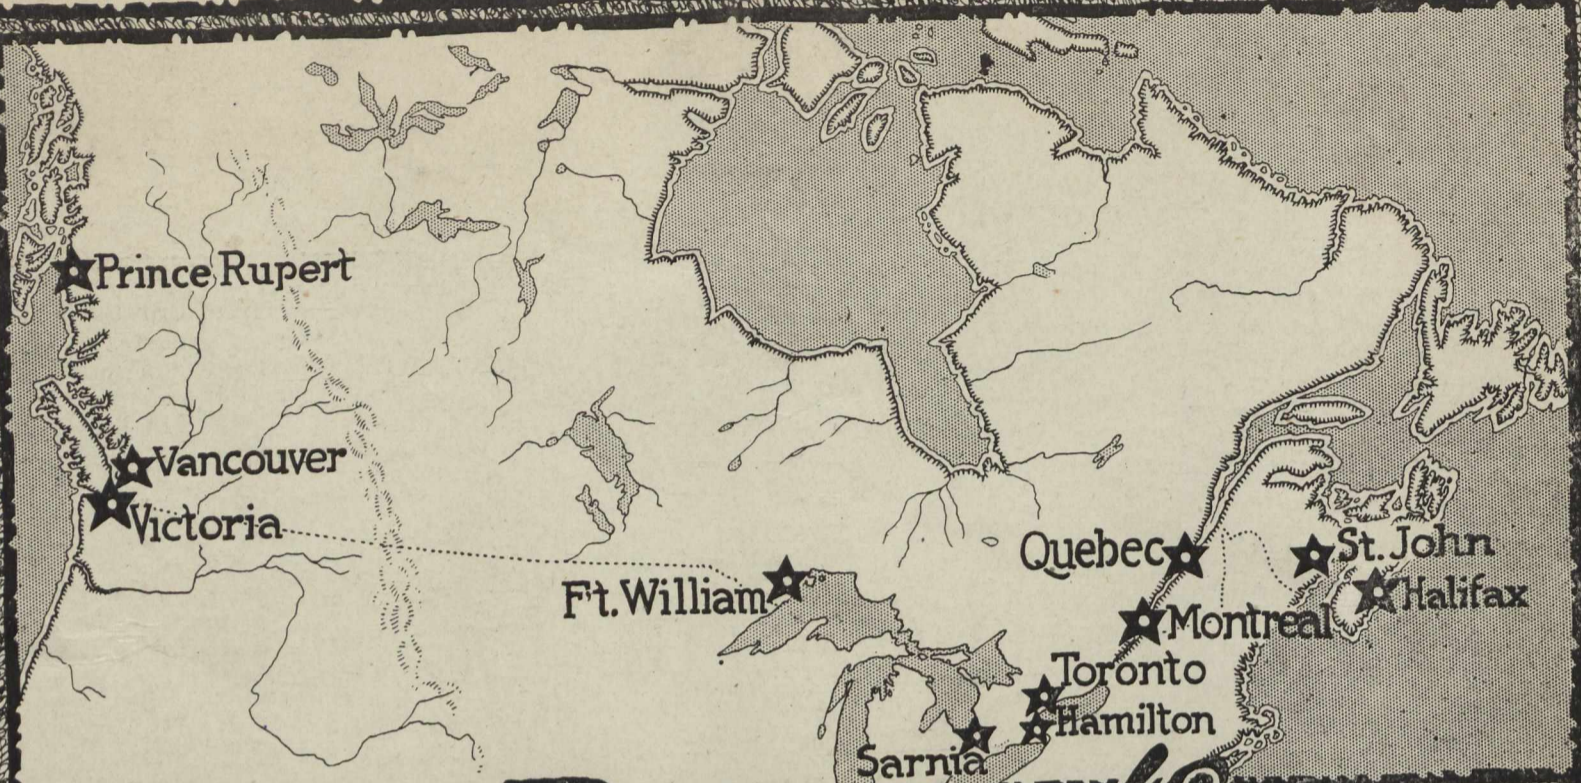 Prince Rupert
Vancouver
Victoria
Ft. William
Quebec
St. John
Halifax
Montreal
Toronto
Hamilton
Sarnia